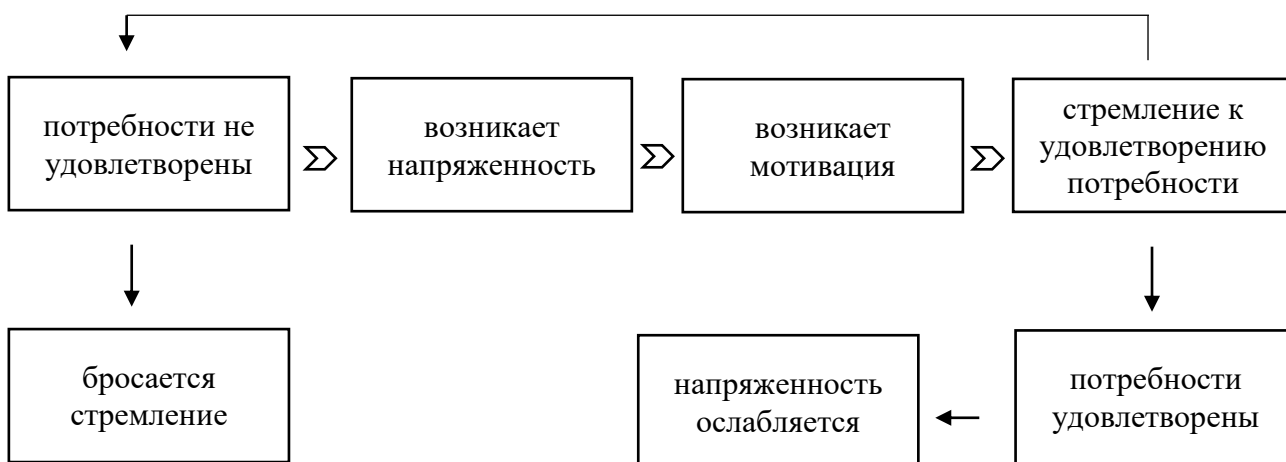 потребности не
удовлетворены
возникает
напряженность
возникает
мотивация
стремление к
удовлетворению
потребности
бросается
стремление
напряженность
ослабляется
потребности
удовлетворены